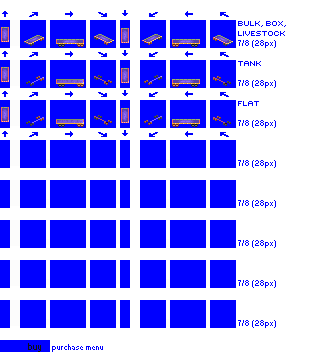 BULK, BOX,
LIVESTOCK
7/8 (28px)
TANK
7/8 (28px)
FLAT
7/8 (28px)
7/8 (28px)
7/8 (28px)
7/8 (28px)
7/8 (28px)
7/8 (28px)
purchase menu